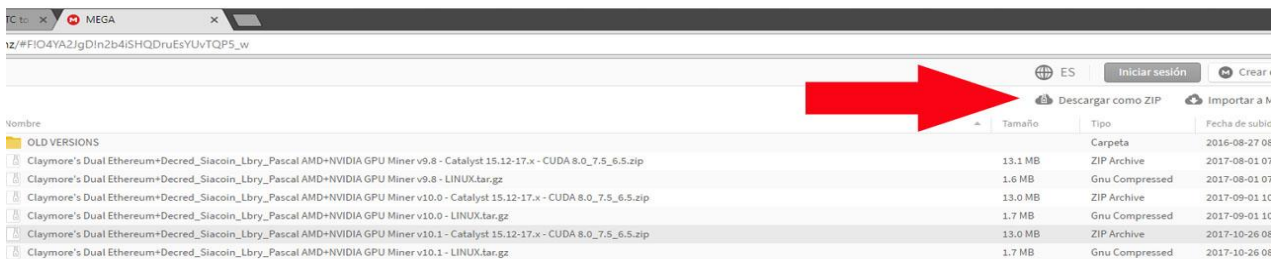 TC to
MEGA
nz/#F!O4YA2JgD!n2b4iSHQDruEsYUvTQP5_w
ES Iniciar sesión Crear
Descargar como ZIP Importar a M
Nombre Tamaño Tipo Fecha de subid
OLD VERSIONS Carpeta 2016-08-27 08
Claymore's Dual Ethereum+Decred_Siacoin_Lbry_Pascal AMD+NVIDIA GPU Miner v9.8 - Catalyst 15.12-17.x - CUDA 8.0_7.5_6.5.zip 13.1 MB ZIP Archive 2017-08-01 07
Claymore's Dual Ethereum+Decred_Siacoin_Lbry_Pascal AMD+NVIDIA GPU Miner v9.8 - LINUX.tar.gz 1.6 MB Gnu Compressed 2017-08-01 07
Claymore's Dual Ethereum+Decred_Siacoin_Lbry_Pascal AMD+NVIDIA GPU Miner v10.0 - Catalyst 15.12-17.x - CUDA 8.0_7.5_6.5.zip 13.0 MB ZIP Archive 2017-09-01 10
Claymore's Dual Ethereum+Decred_Siacoin_Lbry_Pascal AMD+NVIDIA GPU Miner v10.0 - LINUX.tar.gz 1.7 MB Gnu Compressed 2017-09-01 10
Claymore's Dual Ethereum+Decred_Siacoin_Lbry_Pascal AMD+NVIDIA GPU Miner v10.1 - Catalyst 15.12-17.x - CUDA 8.0_7.5_6.5.zip 13.0 MB ZIP Archive 2017-10-26 08
Claymore's Dual Ethereum+Decred_Siacoin_Lbry_Pascal AMD+NVIDIA GPU Miner v10.1 - LINUX.tar.gz 1.7 MB Gnu Compressed 2017-10-26 08